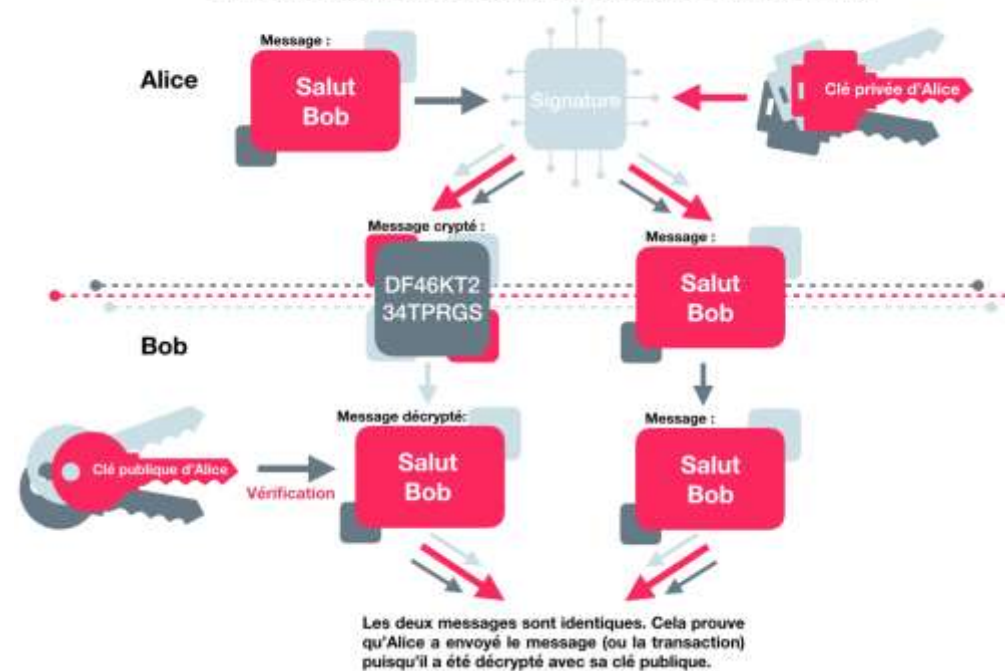 Message :
Alice
Salut
Bob
Signature
Clé privée d'Alice
Message crypté :
DF46KT2
34TPRGS
Message :
Salut
Bob
Bob
Message décrypté:
Salut
Bob
Message :
Salut
Bob
Clé publique d'Alice
Vérification
Les deux messages sont identiques. Cela prouve
qu'Alice a envoyé le message (ou la transaction)
puisqu'il a été décrypté avec sa clé publique.